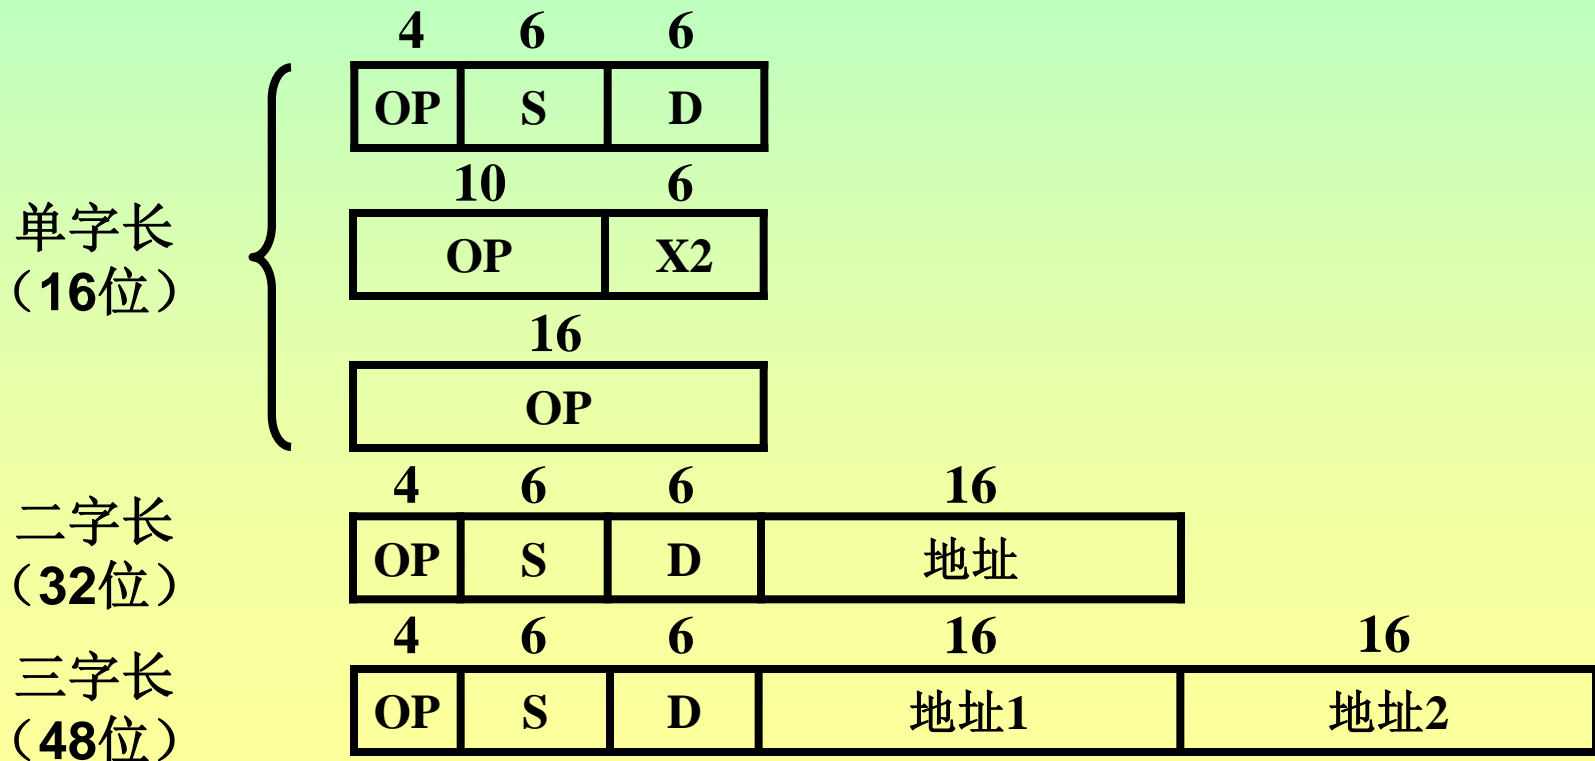 4 6 6
OP S D
10 6
单字长
（16位）
OP X2
16
OP
4 6 6 16
二字长
（32位）
OP S D 地址
4 6 6 16 16
三字长
（48位）
OP S D 地址1 地址2